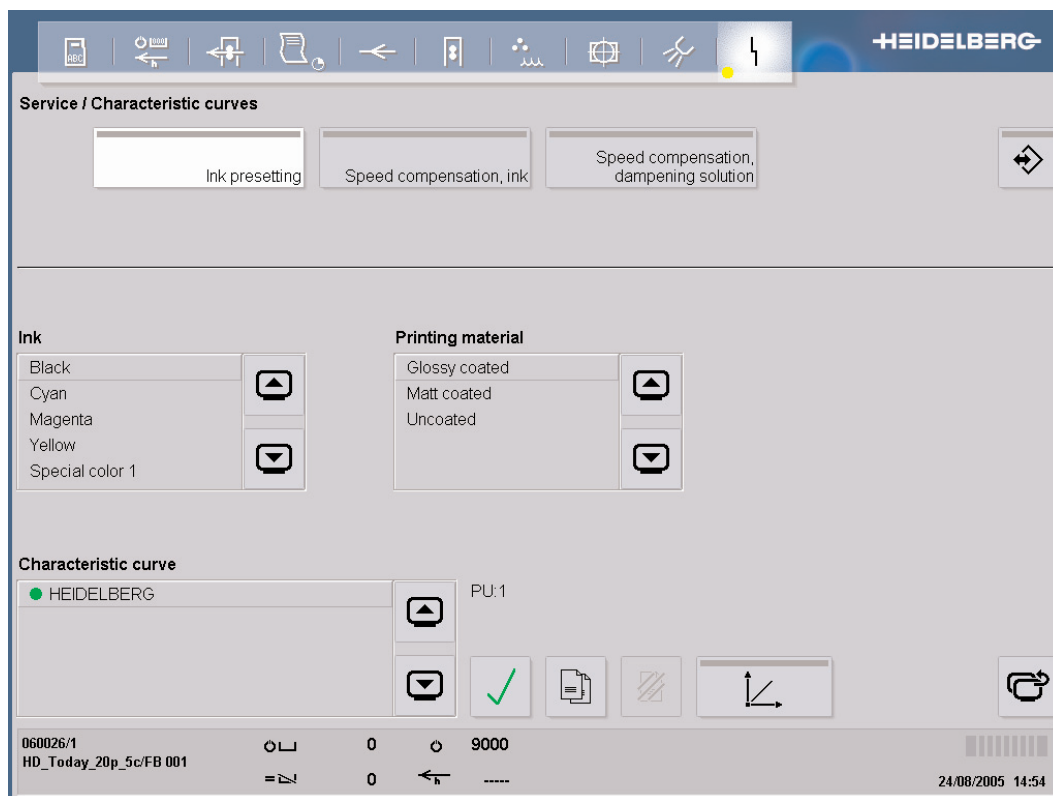 HEIDELBERG
Service / Characteristic curves
Ink presetting
Speed compensation, ink
Speed compensation,
dampening solution
Ink
Printing material
Black
Cyan
Magenta
Yellow
Special color 1
Glossy coated
Matt coated
Uncoated
Characteristic curve
HEIDELBERG
PU:1
060026/1
HD_Today_20p_5c/FB 001
0
9000
0
-----
24/08/2005 14:54